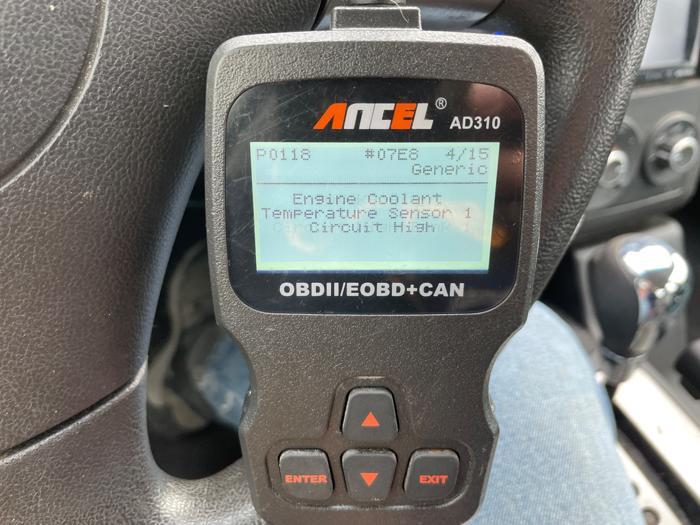 ANCEL® AD310
P0118 #07E8 4/15
Generic
Engine Coolant
Temperature Sensor 1
Circuit High
OBDII/EOBD+CAN
ENTER EXIT